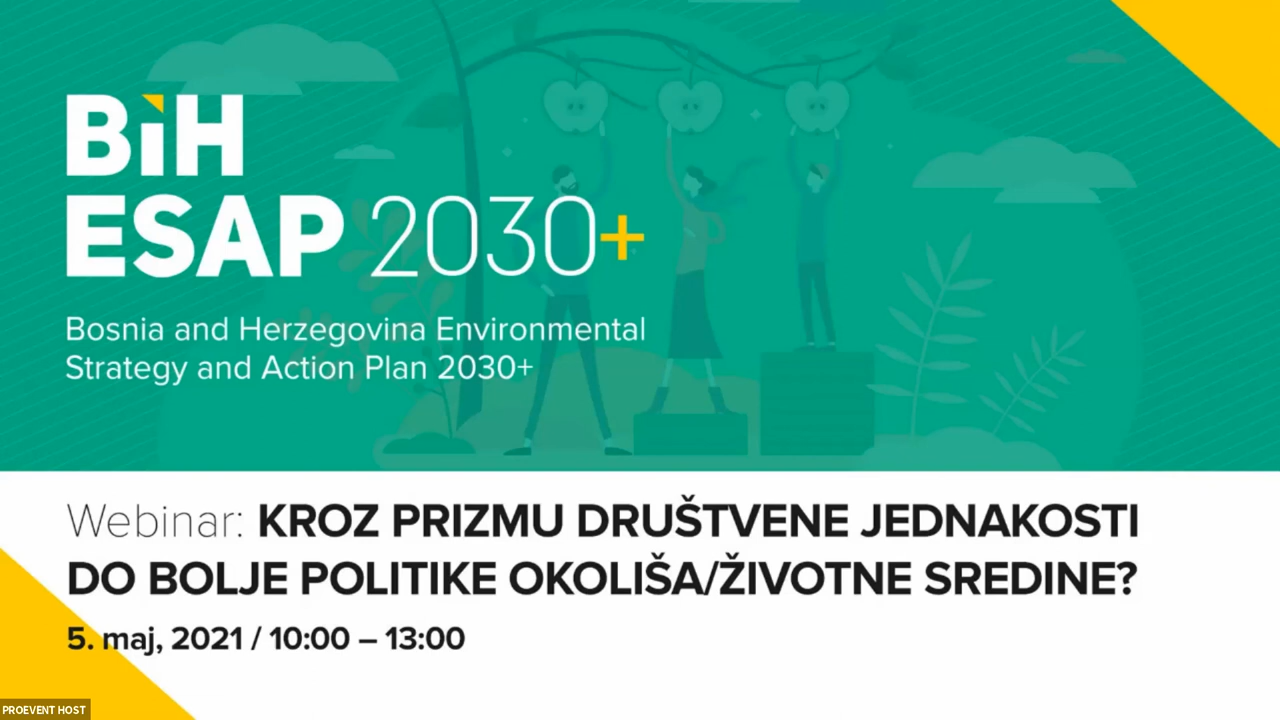 BiH
ESAP 2030+
Bosnia and Herzegovina Environmental
Strategy and Action Plan 2030+
Webinar: KROZ PRIZMU DRUŠTVENE JEDNAKOSTI
DO BOLJE POLITIKE OKOLIŠA/ŽIVOTNE SREDINE?
5. maj, 2021 / 10:00 – 13:00
PROEVENT HOST